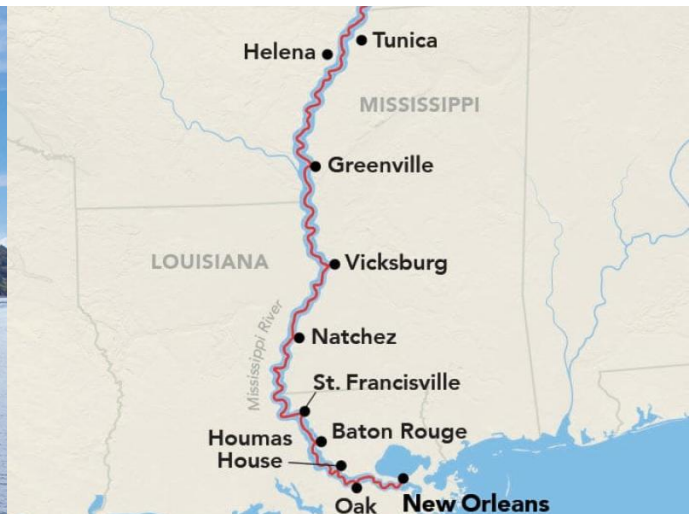 Helena
Tunica
MISSISSIPPI
Greenville
LOUISIANA
Vicksburg
Mississippi River
Natchez
St. Francisville
Baton Rouge
Houmas
House
Oak
New Orleans